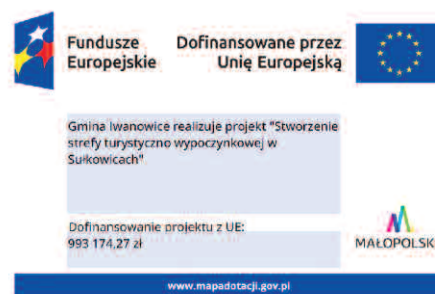 Fundusze
Europejskie
Dofinansowane przez
Unię Europejską
Gmina Iwanowice realizuje projekt "Stworzenie
strefy turystyczno wypoczynkowej w
Sułkowicach"
Dofinansowanie projektu z UE:
993 174,27 zł
MAŁOPOLSK
www.mapadotacji.gov.pl